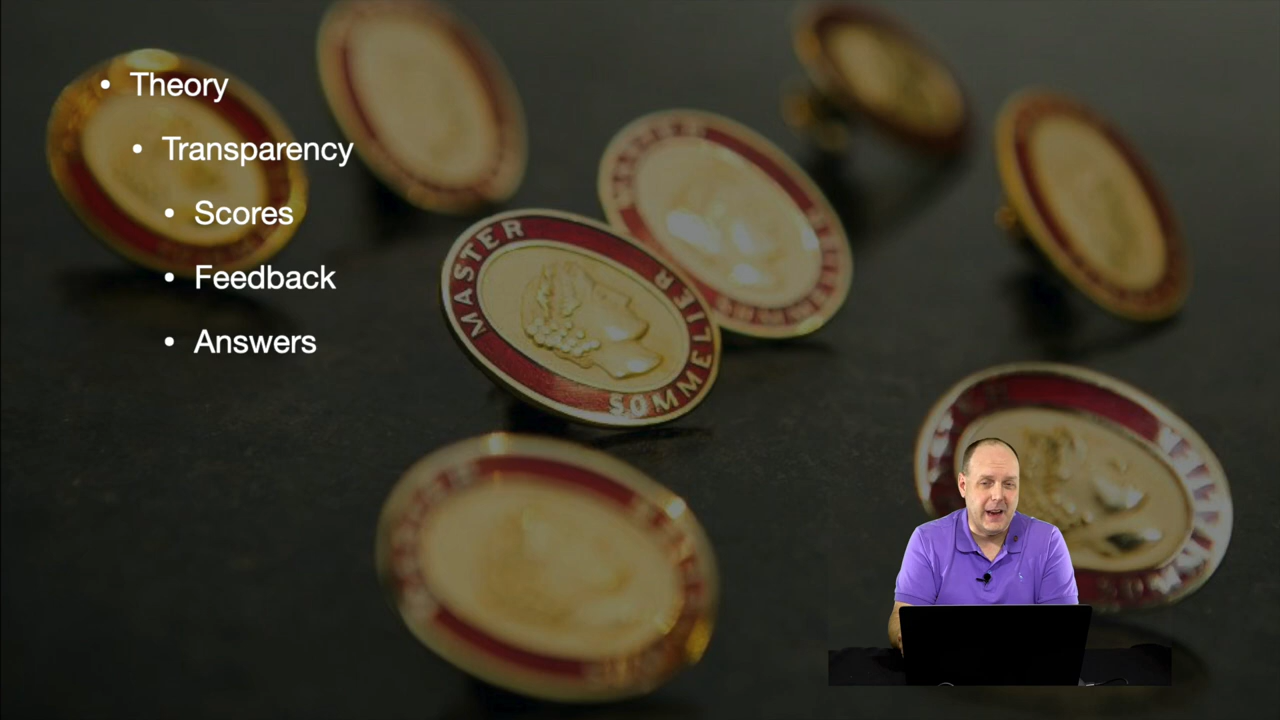 • Theory
• Transparency
• Scores
• Feedback
• Answers
MASTER
SOMMELIER